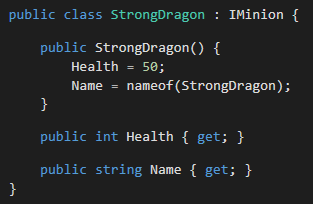 public class StrongDragon : IMinion {
public StrongDragon() {
Health = 50;
Name = nameof(StrongDragon);
}
public int Health { get; }
public string Name { get; }
}